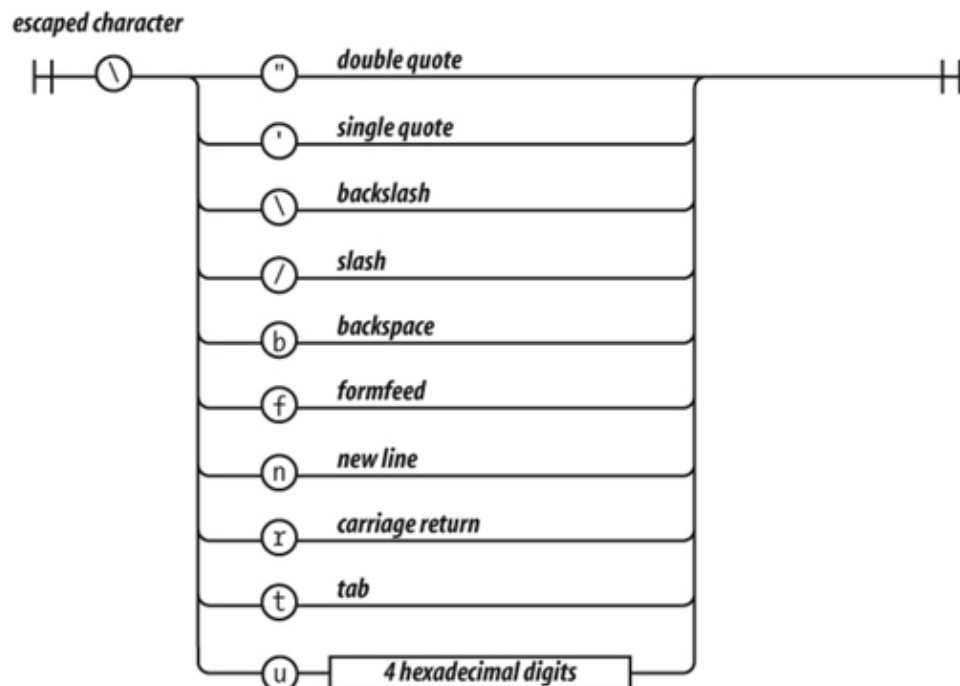 escaped character
\
" double quote
' single quote
\ backslash
/ slash
b backspace
f formfeed
n new line
r carriage return
t tab
u 4 hexadecimal digits